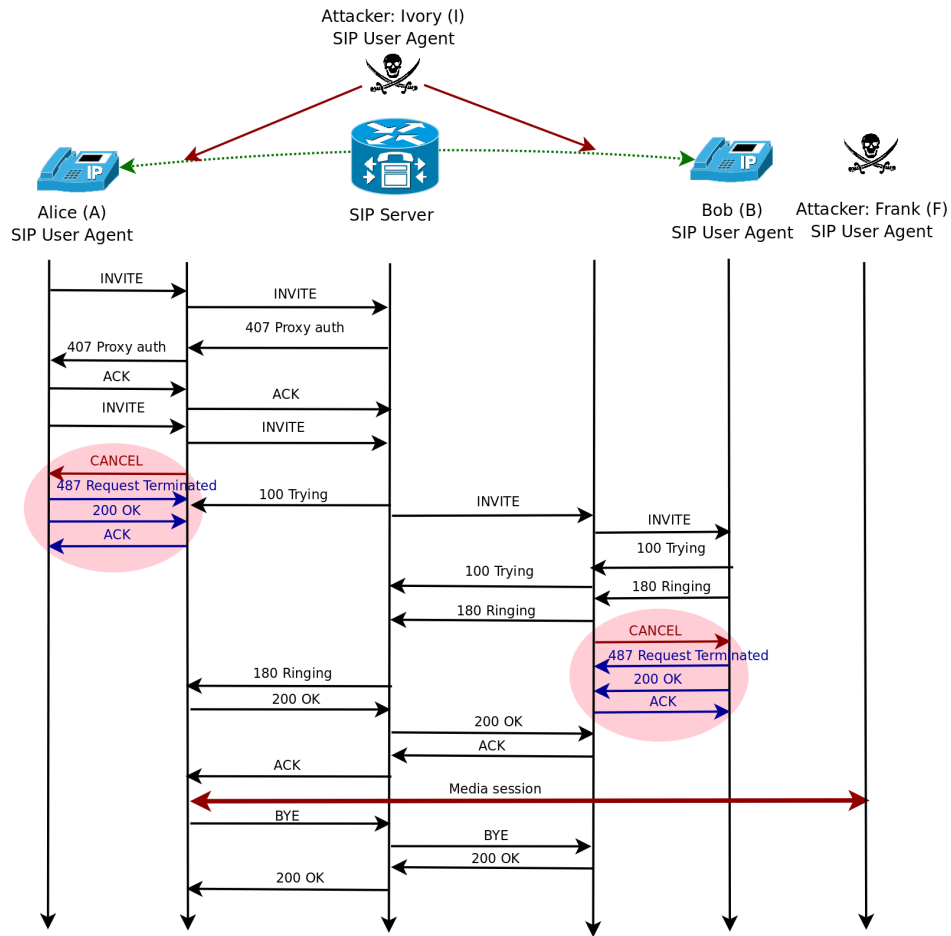 Attacker: Ivory (I)
SIP User Agent
IP
IP
Alice (A)
SIP User Agent
SIP Server
Bob (B)
SIP User Agent
Attacker: Frank (F)
SIP User Agent
INVITE
INVITE
407 Proxy auth
407 Proxy auth
ACK
ACK
INVITE
INVITE
CANCEL
487 Request Terminated
100 Trying
INVITE
200 OK
INVITE
ACK
100 Trying
100 Trying
180 Ringing
180 Ringing
CANCEL
487 Request Terminated
180 Ringing
200 OK
200 OK
ACK
200 OK
ACK
ACK
Media session
BYE
BYE
200 OK
200 OK